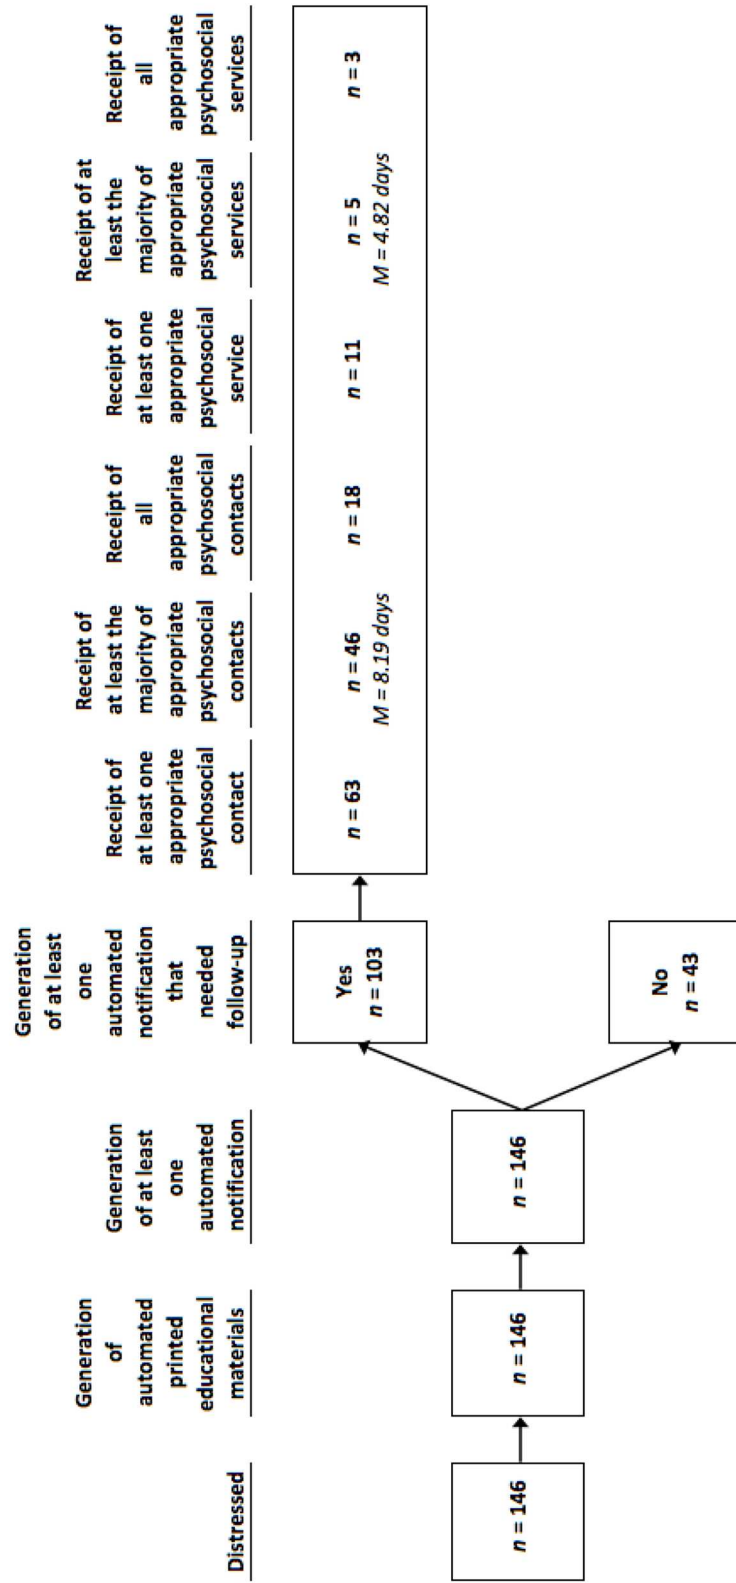 Distressed
n = 146
Generation
of
automated
printed
educational
materials
n = 146
Generation
of at least
one
automated
notification
n = 146
Generation
of at least
one
automated
notification
that
needed
follow-up
Yes
n = 103
No
n = 43
Receipt of
at least one
appropriate
psychosocial
contact
n = 63
Receipt of
at least the
majority of
appropriate
psychosocial
contacts
n = 46
M = 8.19 days
Receipt of
all
appropriate
psychosocial
contacts
n = 18
Receipt of
at least one
appropriate
psychosocial
service
n = 11
Receipt of at
least the
majority of
appropriate
psychosocial
services
n = 5
M = 4.82 days
Receipt of
all
appropriate
psychosocial
services
n = 3